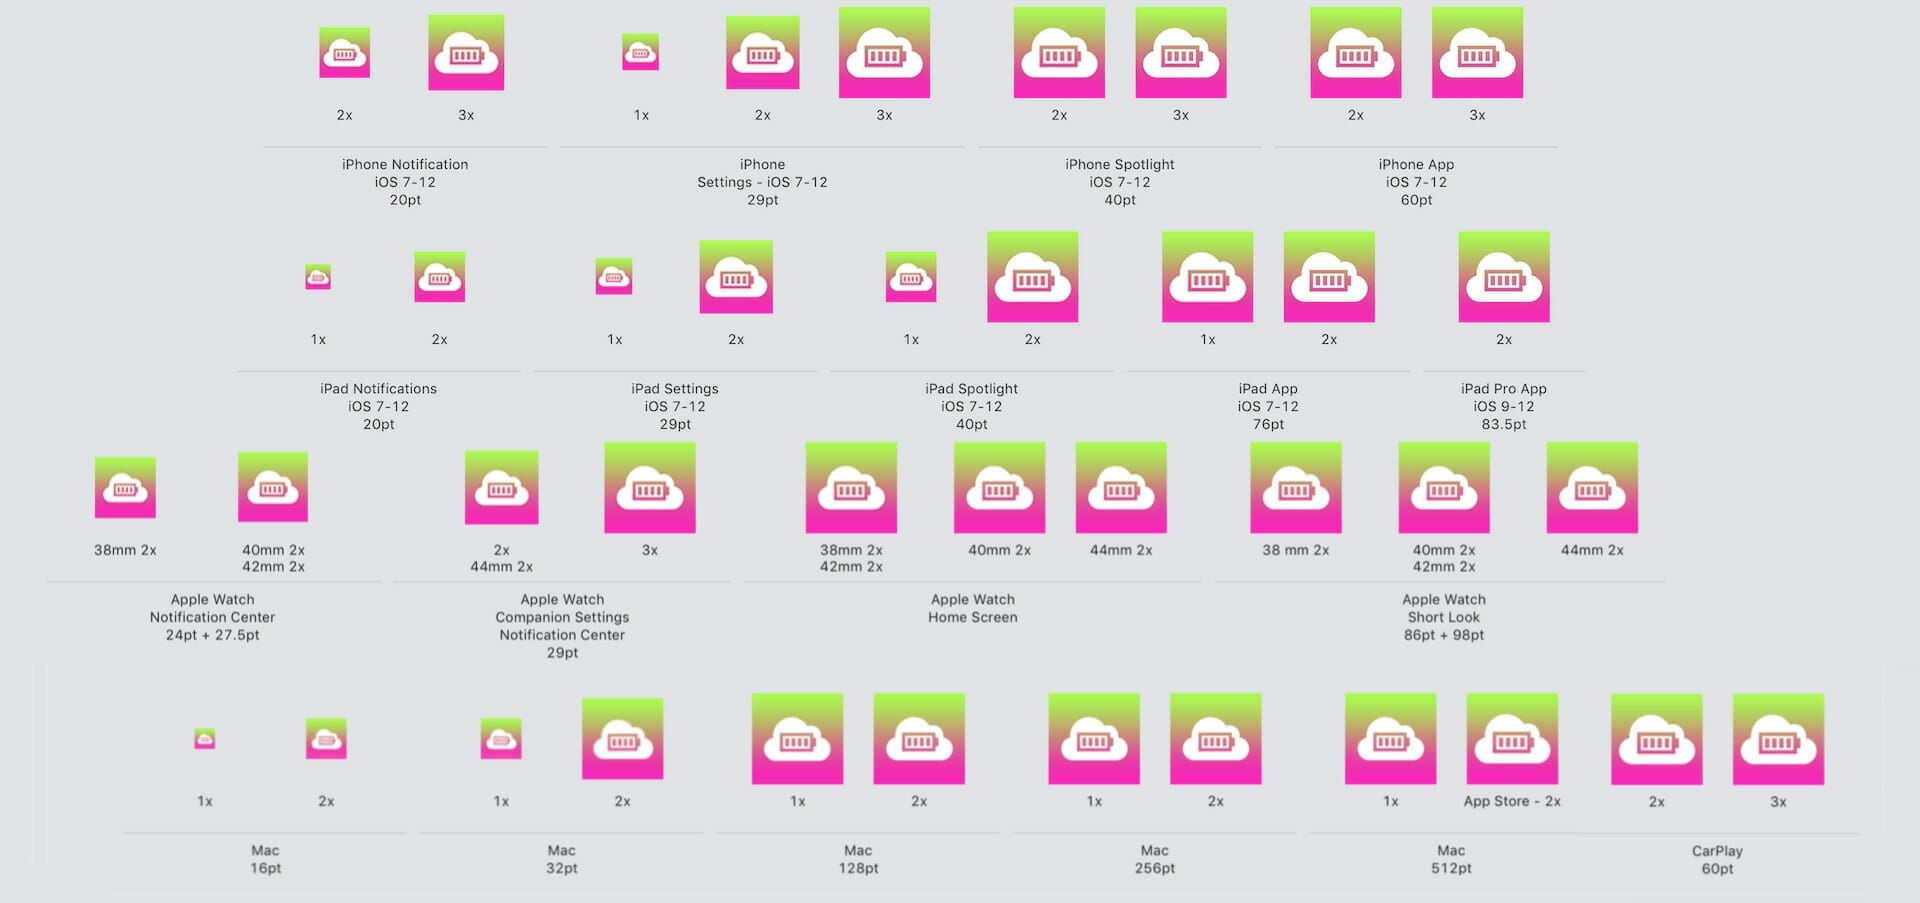 2x 3x 1x 2x 3x 2x 3x 2x 3x
iPhone Notification
iOS 7-12
20pt
iPhone
Settings - iOS 7-12
29pt
iPhone Spotlight
iOS 7-12
40pt
iPhone App
iOS 7-12
60pt
1x 2x 1x 2x 1x 2x 1x 2x 2x
iPad Notifications
iOS 7-12
20pt
iPad Settings
iOS 7-12
29pt
iPad Spotlight
iOS 7-12
40pt
iPad App
iOS 7-12
76pt
iPad Pro App
iOS 9-12
83.5pt
38mm 2x
40mm 2x
42mm 2x
2x
44mm 2x
3x
38mm 2x
42mm 2x
40mm 2x
44mm 2x
38 mm 2x
40mm 2x
42mm 2x
44mm 2x
Apple Watch
Notification Center
24pt + 27.5pt
Apple Watch
Companion Settings
Notification Center
29pt
Apple Watch
Home Screen
Apple Watch
Short Look
86pt + 98pt
1x 2x 1x 2x 1x 2x 1x 2x 1x App Store - 2x 2x 3x
Mac
16pt
Mac
32pt
Mac
128pt
Mac
256pt
Mac
512pt
CarPlay
60pt